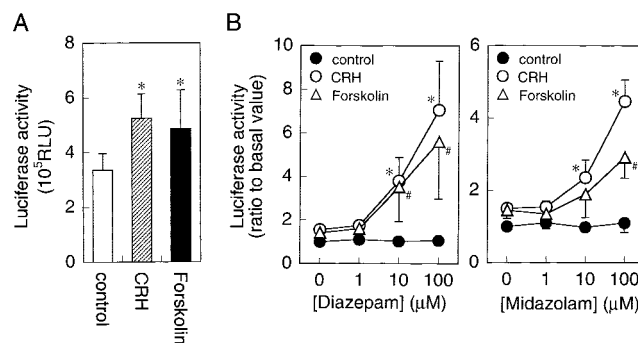 A
Luciferase activity
(10⁵RLU)
8
6
4
2
0
*
*
control
CRH
Forskolin
B
Luciferase activity
(ratio to basal value)
10
8
6
4
2
0
control
CRH
Forskolin
*
*
#
#
0 1 10 100
[Diazepam] (μM)
6
4
2
0
control
CRH
Forskolin
*
*
#
0 1 10 100
[Midazolam] (μM)